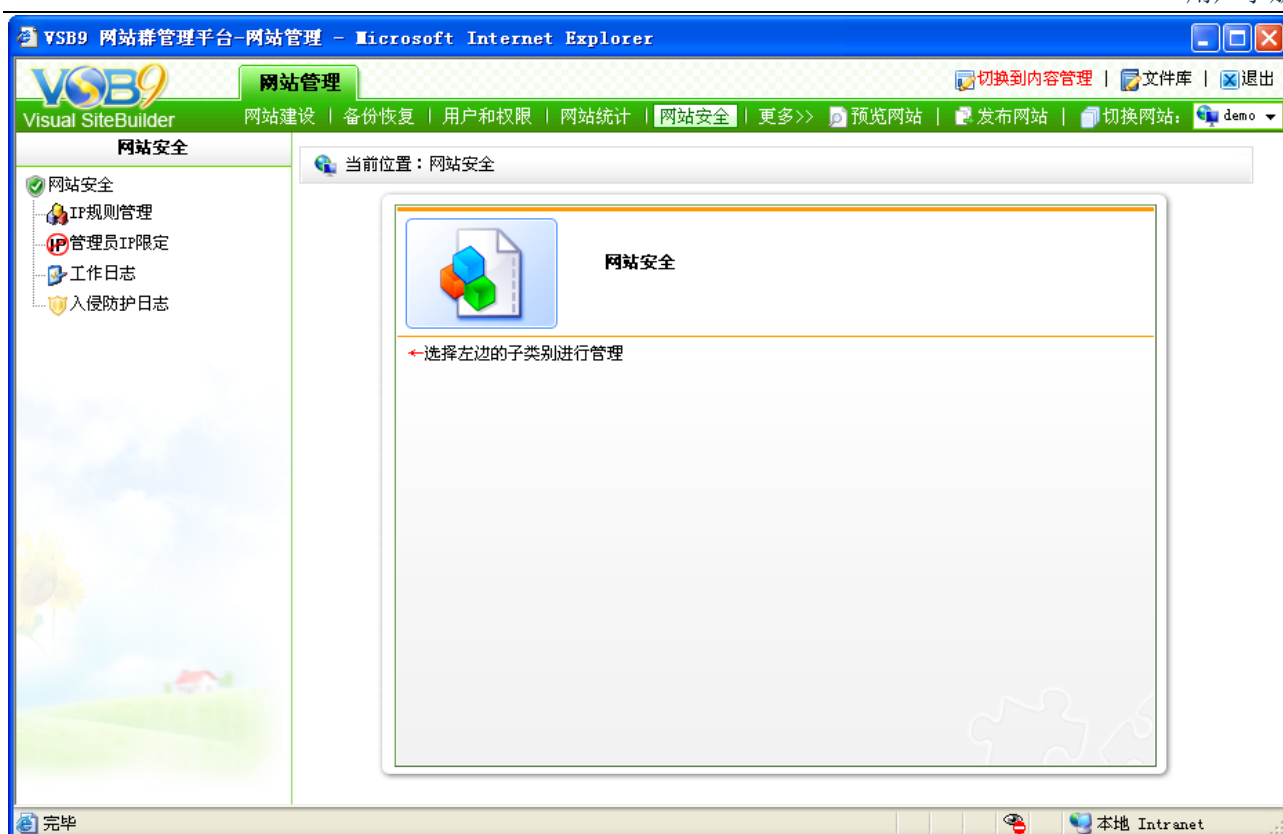 VSB9 网站群管理平台-网站管理 - Microsoft Internet Explorer
VSB9
Visual SiteBuilder
网站管理
切换到内容管理 | 文件库 | 退出
网站建设 | 备份恢复 | 用户和权限 | 网站统计 | 网站安全 | 更多>> 预览网站 | 发布网站 | 切换网站: demo
网站安全
当前位置：网站安全
网站安全
IP规则管理
IP管理员IP限定
工作日志
入侵防护日志
网站安全
←选择左边的子类别进行管理
完毕
本地 Intranet